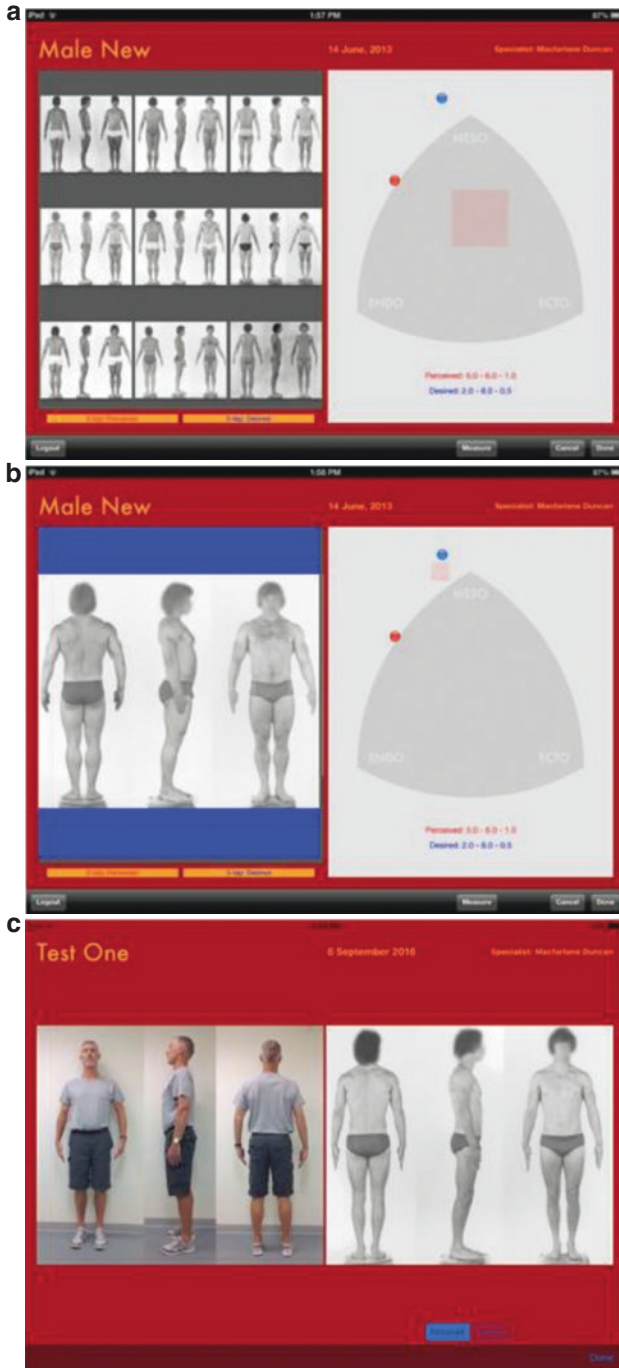 a
iPad 1:57 PM 87%
Male New 14 June, 2013 Specialist: Macfarlane Duncan
MESO
ENDO ECTO
Perceived: 5.0 - 6.0 - 1.0
Desired: 2.0 - 8.0 - 0.5
Logout Measure Cancel Done
b
iPad 1:58 PM 87%
Male New 14 June, 2013 Specialist: Macfarlane Duncan
MESO
ENDO ECTO
Perceived: 5.0 - 6.0 - 1.0
Desired: 2.0 - 8.0 - 0.5
Logout Measure Cancel Done
c
Test One 6 September 2016 Specialist: Macfarlane Duncan
Perceived
Done